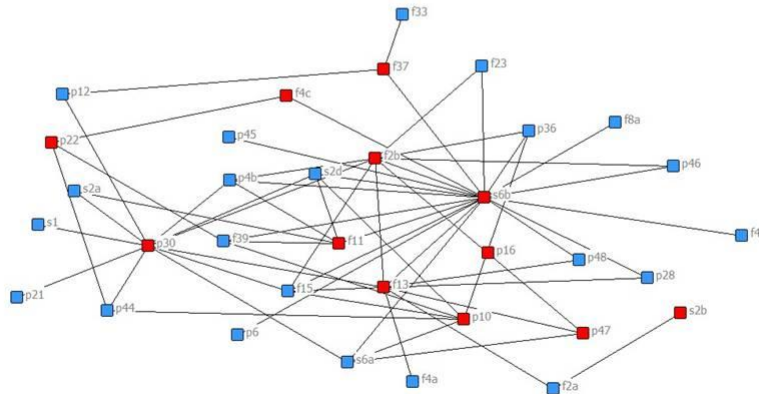 f33
f37
f23
p12
f4c
f8a
p36
p45
p22
f2b
p46
s2d
p4b
s2a
s6b
s1
f4
f39
f11
p30
p16
p48
p28
f15
f13
p21
p44
s2b
p10
p6
p47
s6a
f4a
f2a